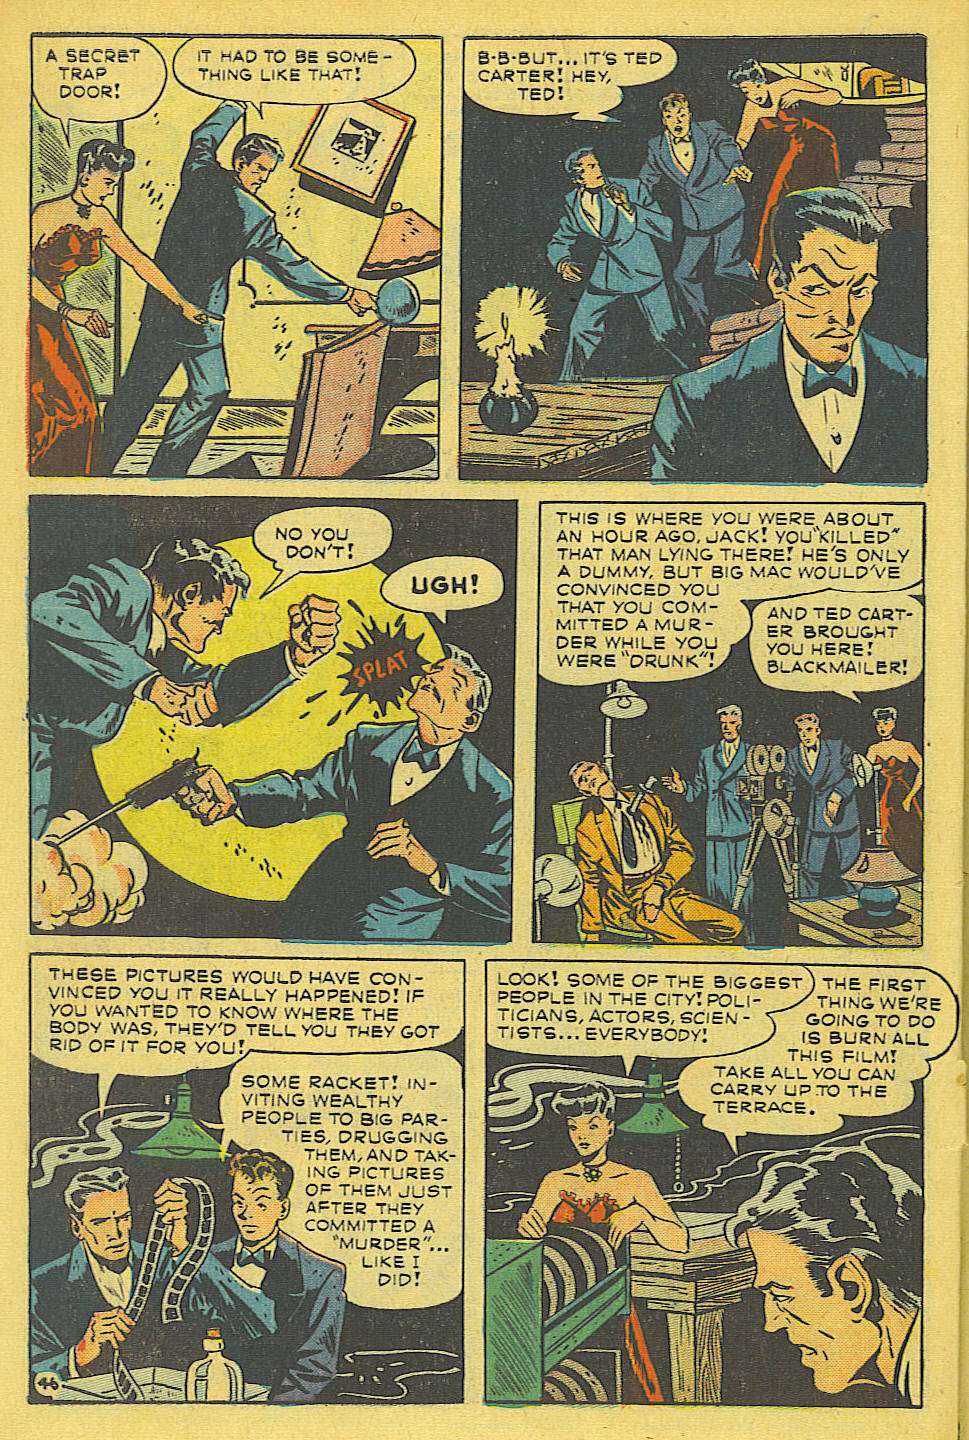 A SECRET
TRAP
DOOR!
IT HAD TO BE SOME-
THING LIKE THAT!
B-B-BUT... IT'S TED
CARTER! HEY,
TED!
NO YOU
DON'T!
UGH!
SPLAT
THIS IS WHERE YOU WERE ABOUT
AN HOUR AGO, JACK! YOU "KILLED"
THAT MAN LYING THERE! HE'S ONLY
A DUMMY, BUT BIG MAC WOULD'VE
CONVINCED YOU
THAT YOU COM-
MITTED A MUR-
DER WHILE YOU
WERE "DRUNK"!
AND TED CART-
ER BROUGHT
YOU HERE!
BLACKMAILER!
THESE PICTURES WOULD HAVE CON-
VINCED YOU IT REALLY HAPPENED! IF
YOU WANTED TO KNOW WHERE THE
BODY WAS, THEY'D TELL YOU THEY GOT
RID OF IT FOR YOU!
SOME RACKET! IN-
VITING WEALTHY
PEOPLE TO BIG PAR-
TIES, DRUGGING
THEM, AND TAK-
ING PICTURES
OF THEM JUST
AFTER THEY
COMMITTED A
"MURDER"...
LIKE I
DID!
46
LOOK! SOME OF THE BIGGEST
PEOPLE IN THE CITY! POLI-
TICIANS, ACTORS, SCIEN-
TISTS... EVERYBODY!
THE FIRST
THING WE'RE
GOING TO DO
IS BURN ALL
THIS FILM!
TAKE ALL YOU CAN
CARRY UP TO THE
TERRACE.